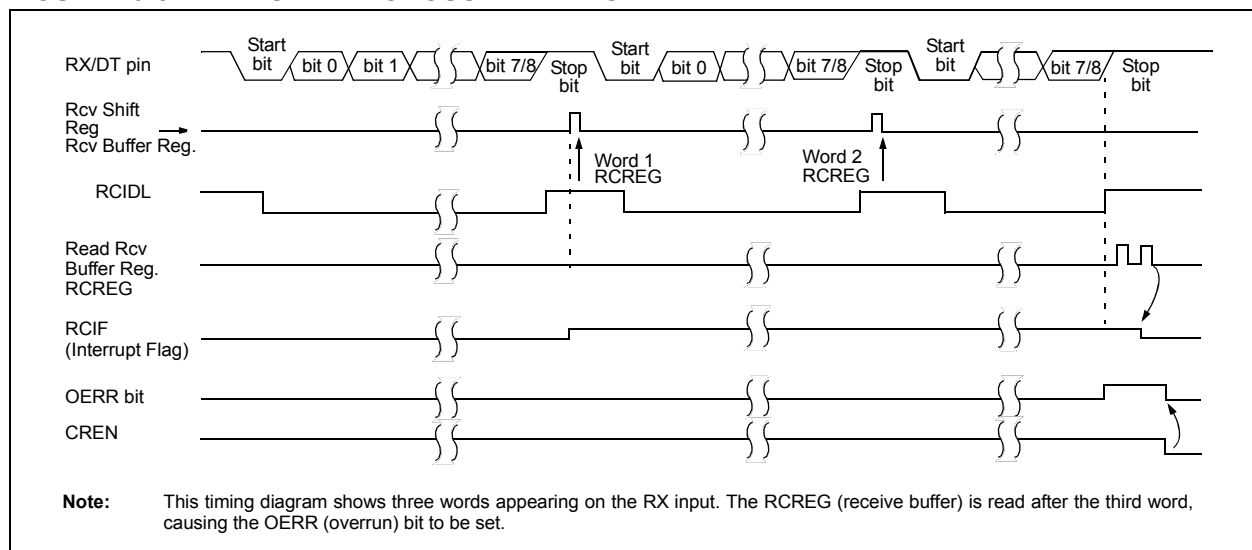 Start
bit
bit 0
bit 1
bit 7/8
Stop
bit
Start
bit
bit 0
bit 7/8
Stop
bit
Start
bit
bit 7/8
Stop
bit
RX/DT pin
Rcv Shift
Reg
Rcv Buffer Reg.
Word 1
RCREG
Word 2
RCREG
RCIDL
Read Rcv
Buffer Reg.
RCREG
RCIF
(Interrupt Flag)
OERR bit
CREN
Note: This timing diagram shows three words appearing on the RX input. The RCREG (receive buffer) is read after the third word,
causing the OERR (overrun) bit to be set.